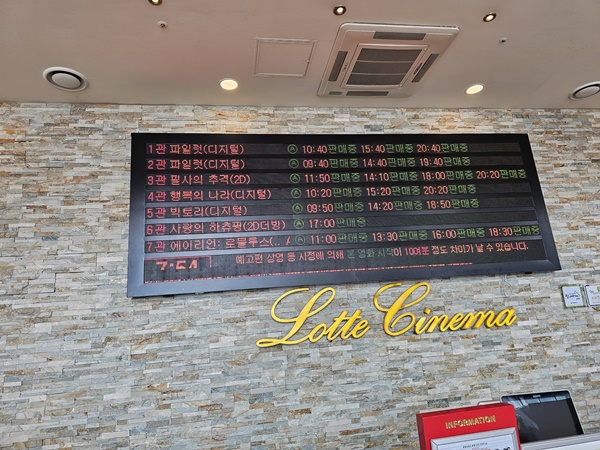 1관 파일럿(디지털) 10:40판매중 15:40판매중 20:40판매중
2관 파일럿(디지털) 09:40판매중 14:40판매중 19:40판매중
3관 필사의 추격(2D) 11:50판매중 14:10판매중 18:00판매중 20:20판매중
4관 행복의 나라(디지털) 10:20판매중 15:20판매중 20:20판매중
5관 빅토리(디지털) 09:50판매중 14:20판매중 18:50판매중
6관 사랑의 하츄핑(2D더빙) 17:00판매중
7관 에이리언: 로물루스(.. 11:00판매중 13:30판매중 16:00판매중 18:30판매중
7:54 예고편 상영 등 사정에 의해 본 영화 시작이 10여분 정도 차이가 날 수 있습니다.
Lotte Cinema
INFORMATION